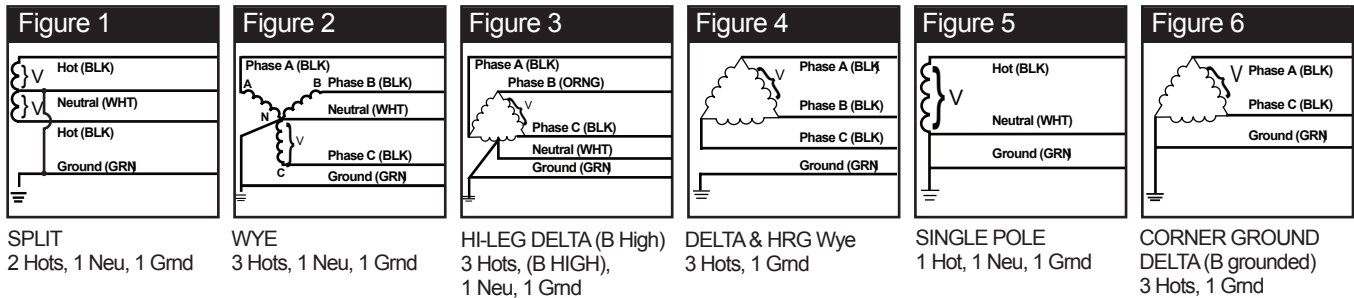 Figure 1
Hot (BLK)
V
Neutral (WHT)
V
Hot (BLK)
Ground (GRN)
SPLIT
2 Hots, 1 Neu, 1 Grnd
Figure 2
Phase A (BLK)
A
B
Phase B (BLK)
Neutral (WHT)
N
V
Phase C (BLK)
C
Ground (GRN)
WYE
3 Hots, 1 Neu, 1 Grnd
Figure 3
Phase A (BLK)
Phase B (ORNG)
V
Phase C (BLK)
Neutral (WHT)
Ground (GRN)
HI-LEG DELTA (B High)
3 Hots, (B HIGH),
1 Neu, 1 Grnd
Figure 4
V
Phase A (BLK)
Phase B (BLK)
Phase C (BLK)
Ground (GRN)
DELTA & HRG Wye
3 Hots, 1 Grnd
Figure 5
Hot (BLK)
V
Neutral (WHT)
Ground (GRN)
SINGLE POLE
1 Hot, 1 Neu, 1 Grnd
Figure 6
V Phase A (BLK)
Phase C (BLK)
Ground (GRN)
CORNER GROUND
DELTA (B grounded)
3 Hots, 1 Grnd